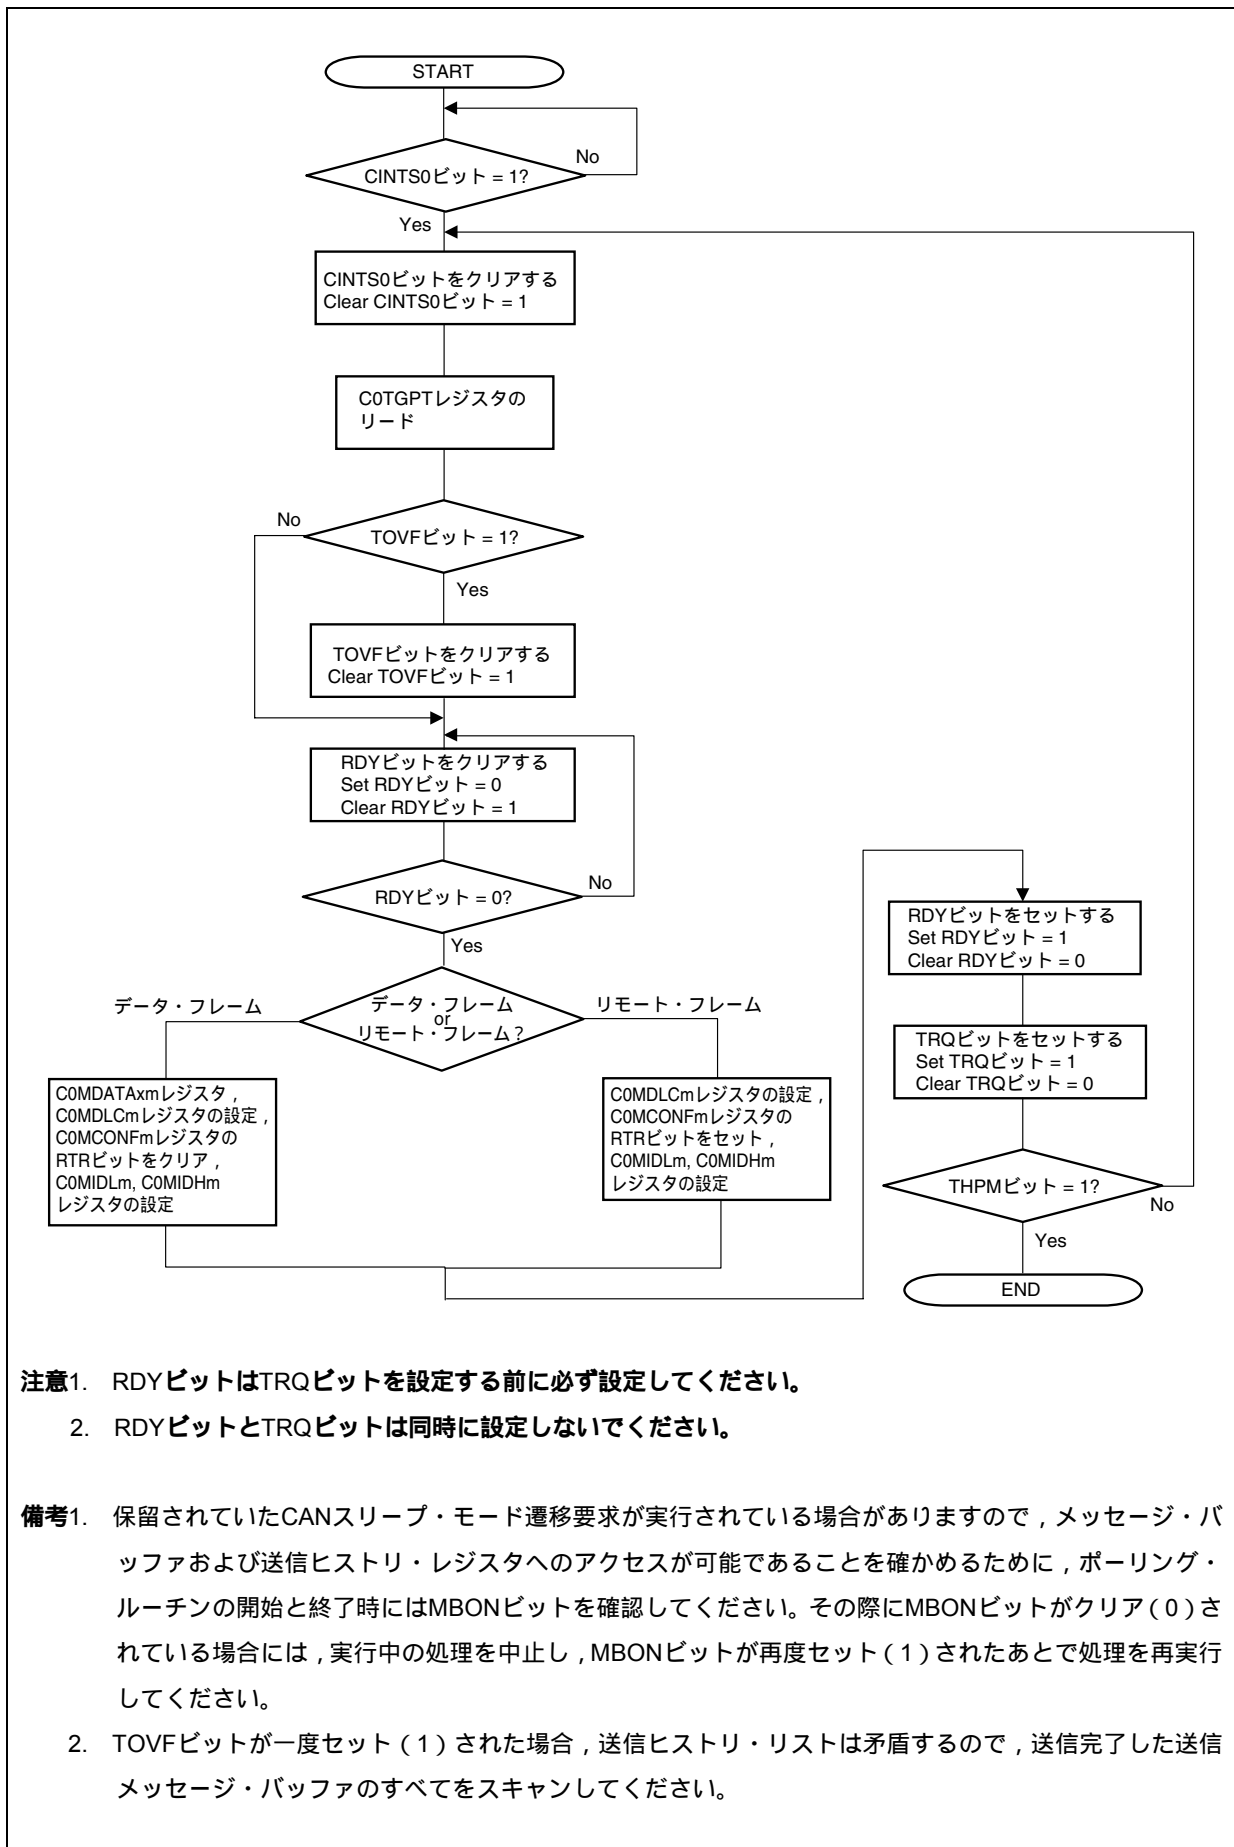 START
No
CINTS0ビット = 1?
Yes
CINTS0ビットをクリアする
Clear CINTS0ビット = 1
C0TGPTレジスタの
リード
No
TOVFビット = 1?
Yes
TOVFビットをクリアする
Clear TOVFビット = 1
RDYビットをクリアする
Set RDYビット = 0
Clear RDYビット = 1
RDYビット = 0?
No
Yes
データ・フレーム
データ・フレーム
or
リモート・フレーム？
リモート・フレーム
C0MDATAxmレジスタ，
C0MDLCmレジスタの設定，
C0MCONFmレジスタの
RTRビットをクリア，
C0MIDLm, C0MIDHm
レジスタの設定
C0MDLCmレジスタの設定，
C0MCONFmレジスタの
RTRビットをセット，
C0MIDLm, C0MIDHm
レジスタの設定
RDYビットをセットする
Set RDYビット = 1
Clear RDYビット = 0
TRQビットをセットする
Set TRQビット = 1
Clear TRQビット = 0
THPMビット = 1?
No
Yes
END
注意1. RDYビットはTRQビットを設定する前に必ず設定してください。
2. RDYビットとTRQビットは同時に設定しないでください。
備考1. 保留されていたCANスリープ・モード遷移要求が実行されている場合がありますので，メッセージ・バ
ッファおよび送信ヒストリ・レジスタへのアクセスが可能であることを確かめるために，ポーリング・
ルーチンの開始と終了時にはMBONビットを確認してください。その際にMBONビットがクリア（0）さ
れている場合には，実行中の処理を中止し，MBONビットが再度セット（1）されたあとで処理を再実行
してください。
2. TOVFビットが一度セット（1）された場合，送信ヒストリ・リストは矛盾するので，送信完了した送信
メッセージ・バッファのすべてをスキャンしてください。